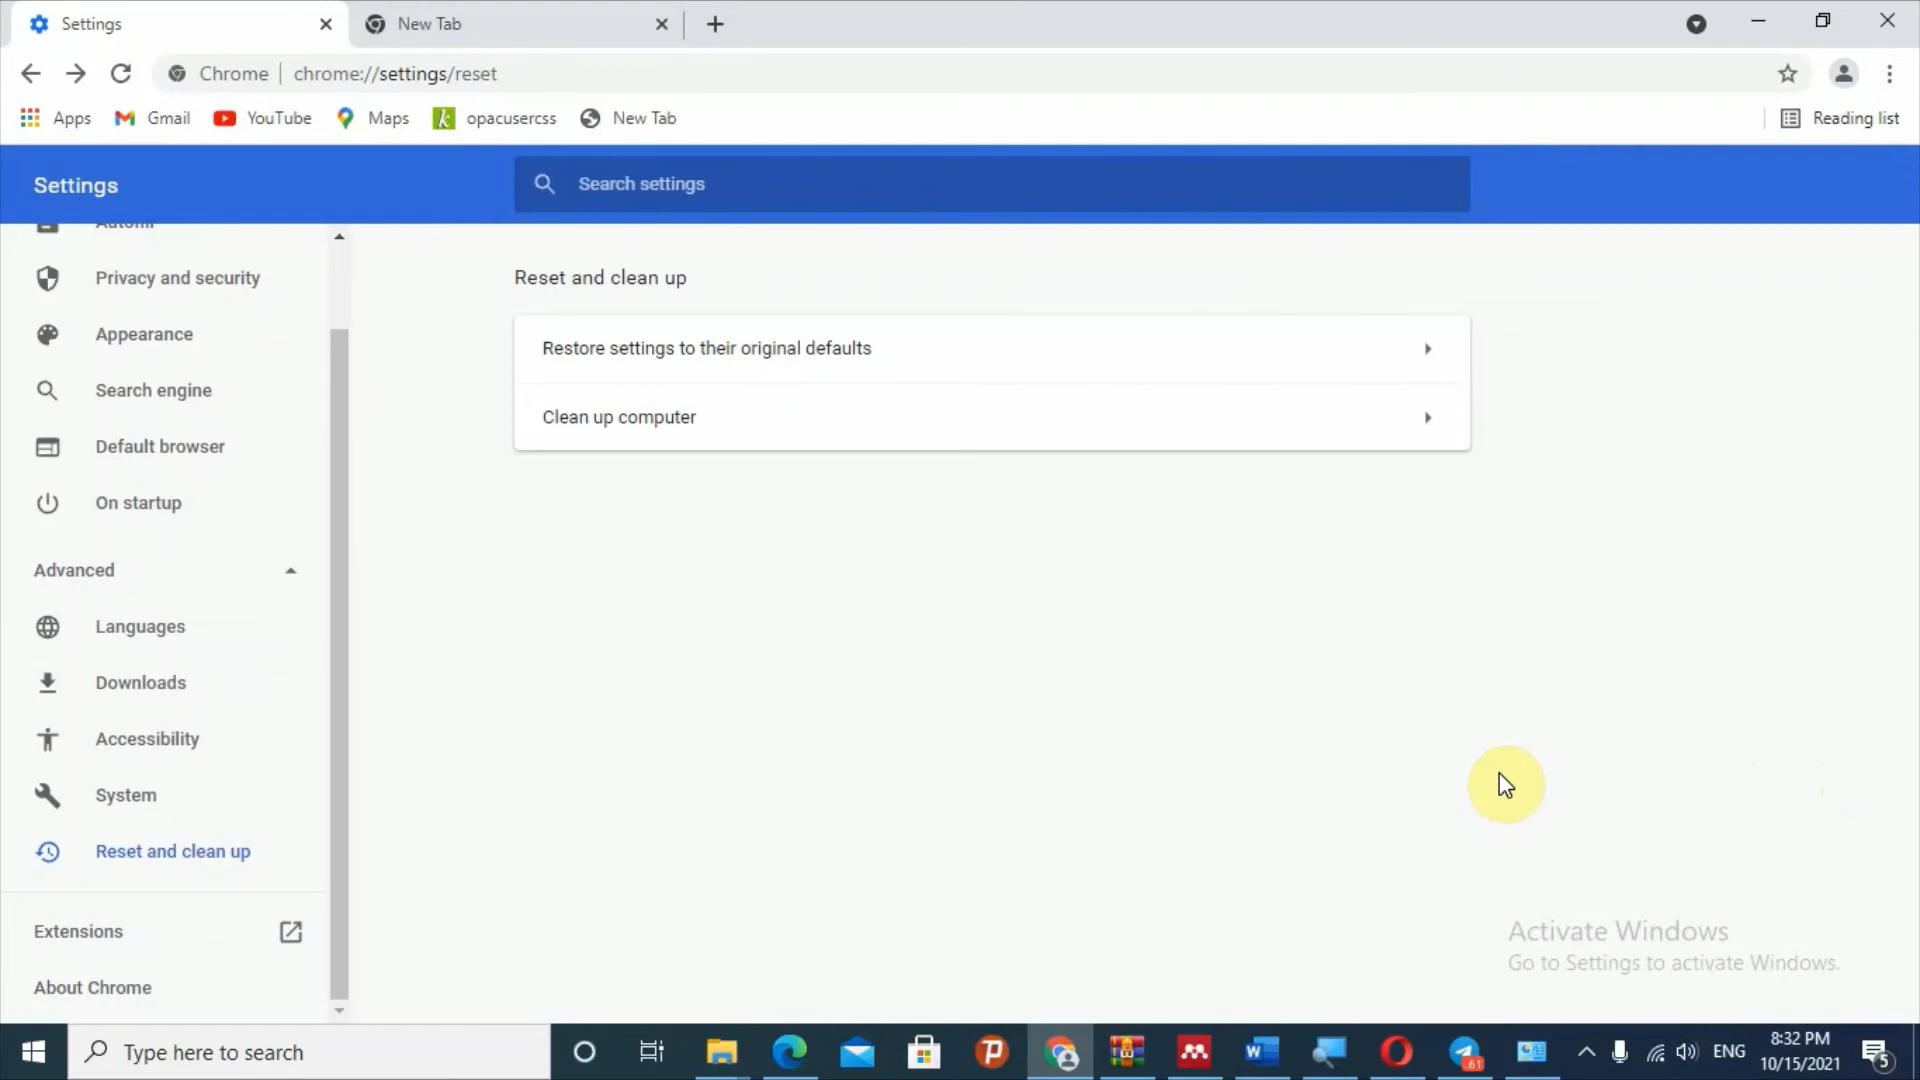 Settings
New Tab
Chrome
chrome://settings/reset
Apps
Gmail
YouTube
Maps
opacusercss
New Tab
Reading list
Settings
Search settings
Autofill
Privacy and security
Appearance
Search engine
Default browser
On startup
Advanced
Languages
Downloads
Accessibility
System
Reset and clean up
Extensions
About Chrome
Reset and clean up
Restore settings to their original defaults
Clean up computer
Activate Windows
Go to Settings to activate Windows.
Type here to search
61
ENG
8:32 PM
10/15/2021
5